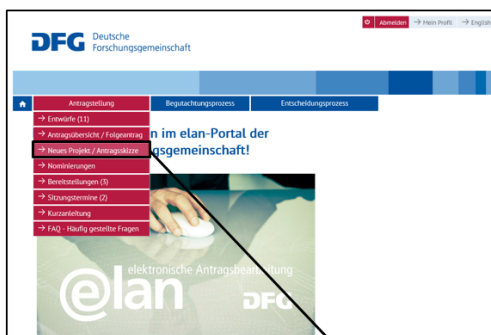 Abmelden → Mein Profil → English
DFG Deutsche
Forschungsgemeinschaft
Antragstellung Begutachtungsprozess Entscheidungsprozess
→ Entwürfe (11)
→ Antragsübersicht / Folgeantrag
n im elan-Portal der
→ Neues Projekt / Antragsskizze
gsgemeinschaft!
→ Nominierungen
→ Bereitstellungen (3)
→ Sitzungstermine (2)
→ Kurzanleitung
→ FAQ - Häufig gestellte Fragen
elektronische Antragsbearbeitung
@elan DFG